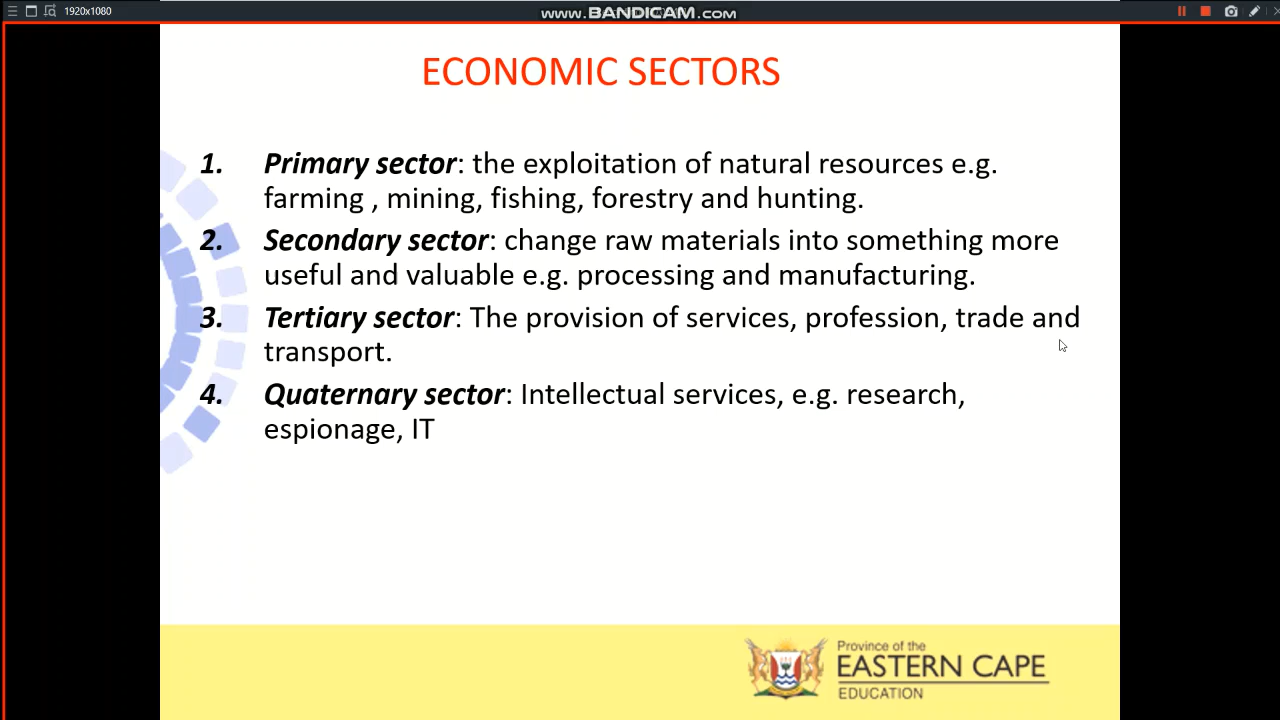 1920x1080
www.BANDICAM.com
ECONOMIC SECTORS
1. Primary sector: the exploitation of natural resources e.g.
farming , mining, fishing, forestry and hunting.
2. Secondary sector: change raw materials into something more
useful and valuable e.g. processing and manufacturing.
3. Tertiary sector: The provision of services, profession, trade and
transport.
4. Quaternary sector: Intellectual services, e.g. research,
espionage, IT
Province of the
EASTERN CAPE
EDUCATION